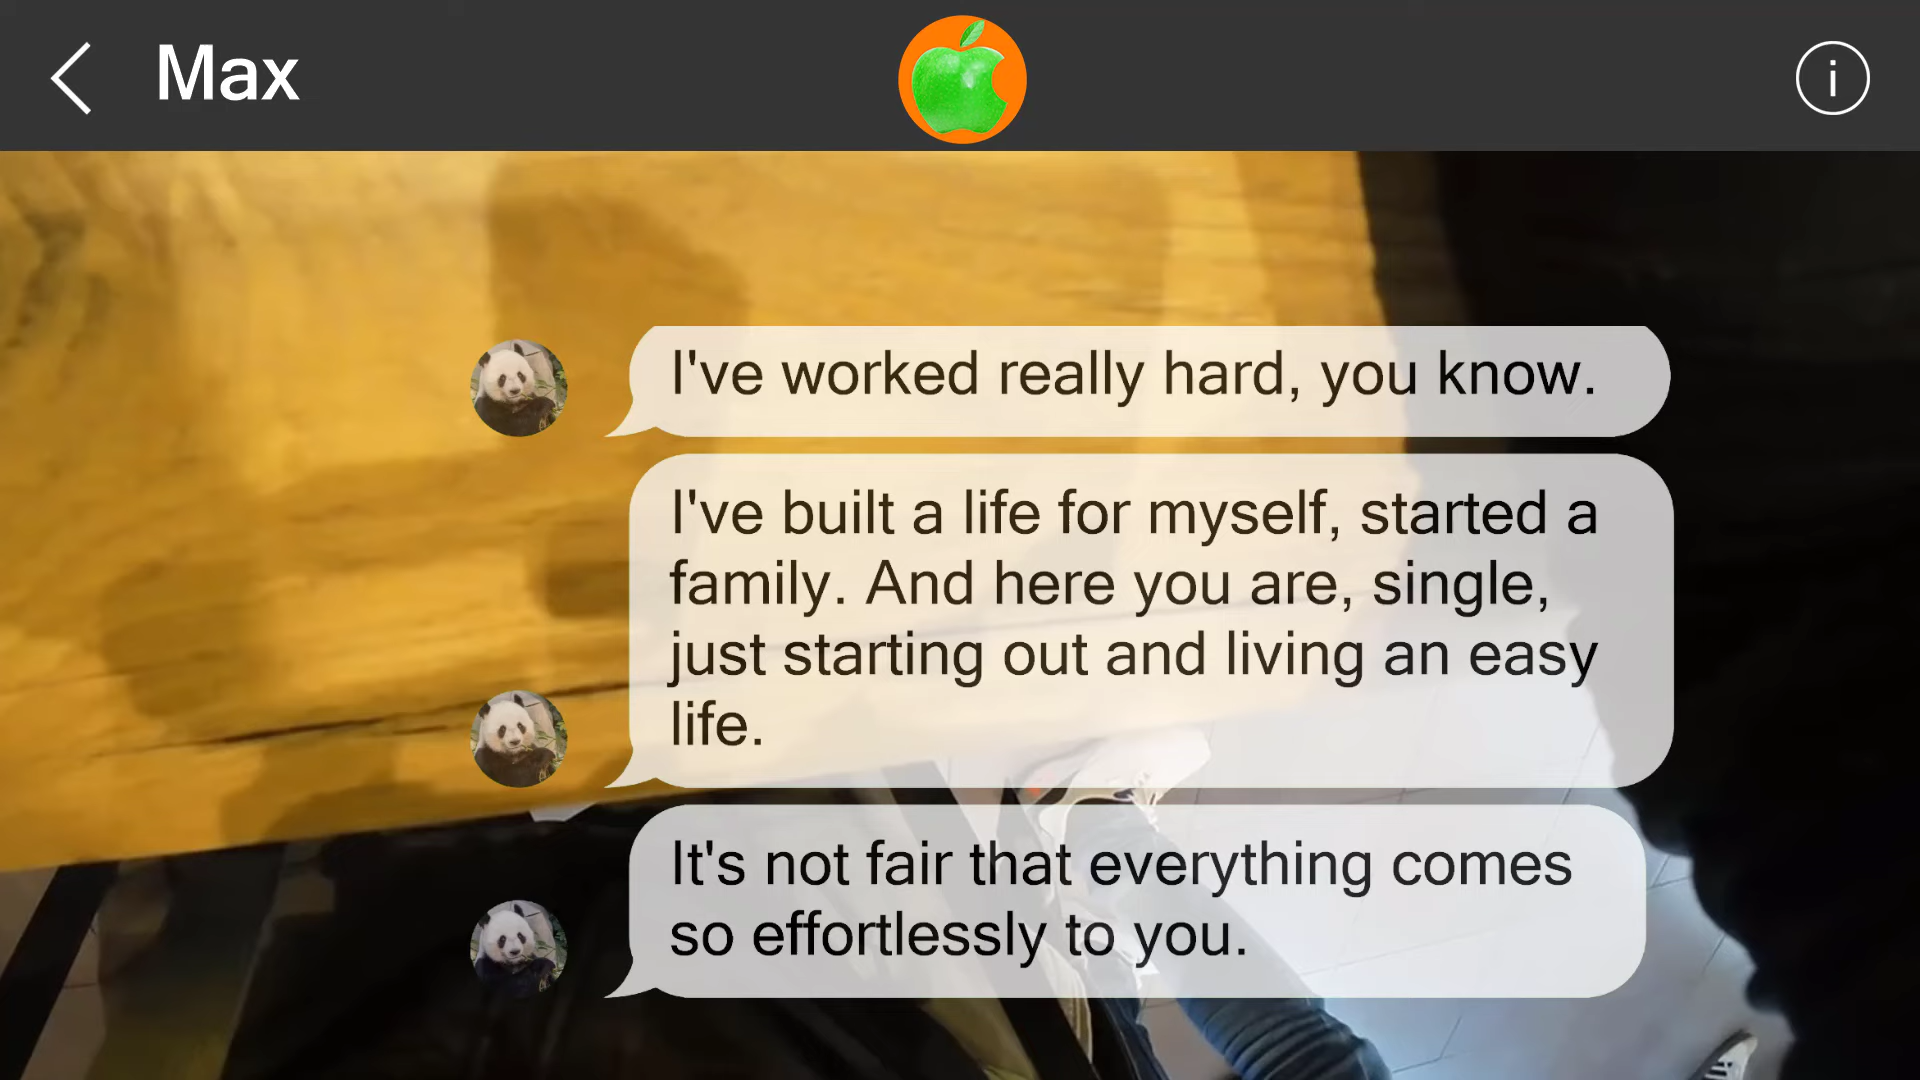 Max
i
I've worked really hard, you know.
I've built a life for myself, started a
family. And here you are, single,
just starting out and living an easy
life.
It's not fair that everything comes
so effortlessly to you.